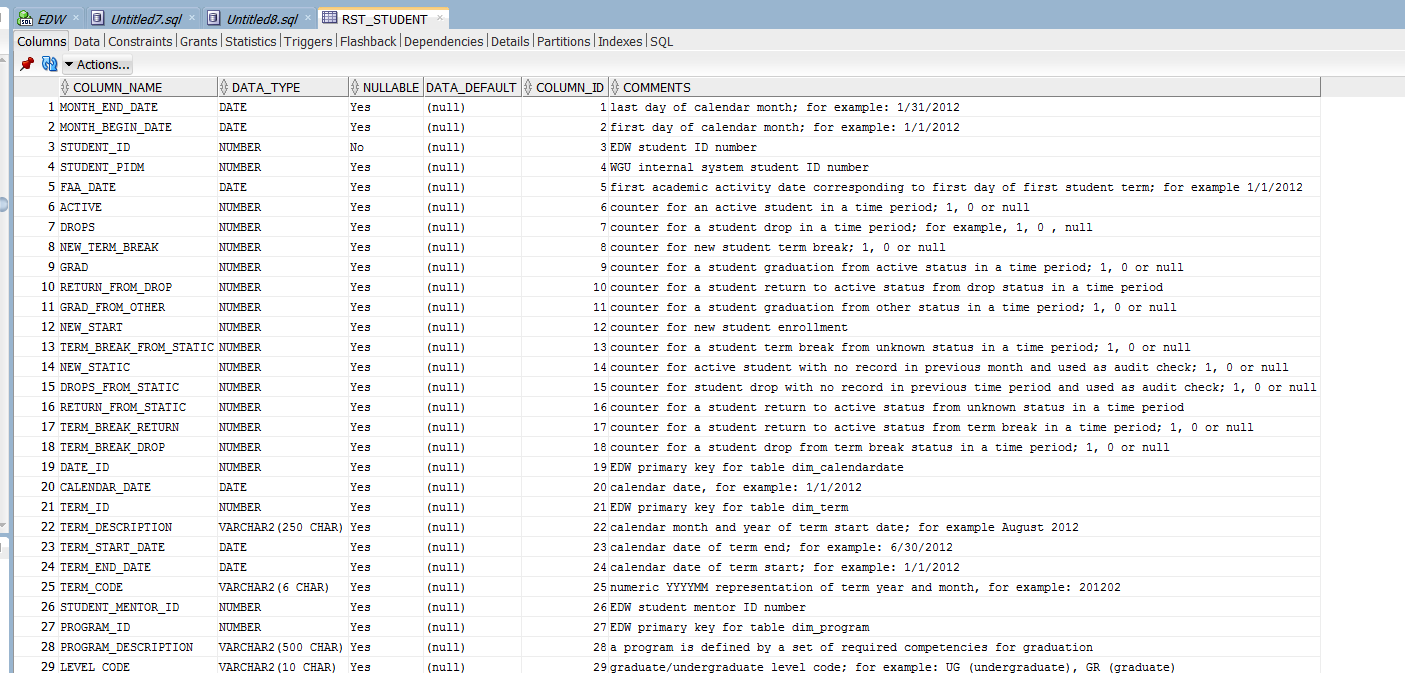 EDW Untitled7.sql Untitled8.sql RST_STUDENT
Columns Data Constraints Grants Statistics Triggers Flashback Dependencies Details Partitions Indexes SQL
Actions...
COLUMN_NAME DATA_TYPE NULLABLE DATA_DEFAULT COLUMN_ID COMMENTS
1 MONTH_END_DATE DATE Yes (null) 1 last day of calendar month; for example: 1/31/2012
2 MONTH_BEGIN_DATE DATE Yes (null) 2 first day of calendar month; for example: 1/1/2012
3 STUDENT_ID NUMBER No (null) 3 EDW student ID number
4 STUDENT_PIDM NUMBER Yes (null) 4 WGU internal system student ID number
5 FAA_DATE DATE Yes (null) 5 first academic activity date corresponding to first day of first student term; for example 1/1/2012
6 ACTIVE NUMBER Yes (null) 6 counter for an active student in a time period; 1, 0 or null
7 DROPS NUMBER Yes (null) 7 counter for a student drop in a time period; for example, 1, 0 , null
8 NEW_TERM_BREAK NUMBER Yes (null) 8 counter for new student term break; 1, 0 or null
9 GRAD NUMBER Yes (null) 9 counter for a student graduation from active status in a time period; 1, 0 or null
10 RETURN_FROM_DROP NUMBER Yes (null) 10 counter for a student return to active status from drop status in a time period
11 GRAD_FROM_OTHER NUMBER Yes (null) 11 counter for a student graduation from other status in a time period; 1, 0 or null
12 NEW_START NUMBER Yes (null) 12 counter for new student enrollment
13 TERM_BREAK_FROM_STATIC NUMBER Yes (null) 13 counter for a student term break from unknown status in a time period; 1, 0 or null
14 NEW_STATIC NUMBER Yes (null) 14 counter for active student with no record in previous month and used as audit check; 1, 0 or null
15 DROPS_FROM_STATIC NUMBER Yes (null) 15 counter for student drop with no record in previous time period and used as audit check; 1, 0 or null
16 RETURN_FROM_STATIC NUMBER Yes (null) 16 counter for a student return to active status from unknown status in a time period
17 TERM_BREAK_RETURN NUMBER Yes (null) 17 counter for a student return to active status from term break in a time period; 1, 0 or null
18 TERM_BREAK_DROP NUMBER Yes (null) 18 counter for a student drop from term break status in a time period; 1, 0 or null
19 DATE_ID NUMBER Yes (null) 19 EDW primary key for table dim_calendardate
20 CALENDAR_DATE DATE Yes (null) 20 calendar date, for example: 1/1/2012
21 TERM_ID NUMBER Yes (null) 21 EDW primary key for table dim_term
22 TERM_DESCRIPTION VARCHAR2(250 CHAR) Yes (null) 22 calendar month and year of term start date; for example August 2012
23 TERM_START_DATE DATE Yes (null) 23 calendar date of term end; for example: 6/30/2012
24 TERM_END_DATE DATE Yes (null) 24 calendar date of term start; for example: 1/1/2012
25 TERM_CODE VARCHAR2(6 CHAR) Yes (null) 25 numeric YYYYMM representation of term year and month, for example: 201202
26 STUDENT_MENTOR_ID NUMBER Yes (null) 26 EDW student mentor ID number
27 PROGRAM_ID NUMBER Yes (null) 27 EDW primary key for table dim_program
28 PROGRAM_DESCRIPTION VARCHAR2(500 CHAR) Yes (null) 28 a program is defined by a set of required competencies for graduation
29 LEVEL_CODE VARCHAR2(10 CHAR) Yes (null) 29 graduate/undergraduate level code; for example: UG (undergraduate), GR (graduate)